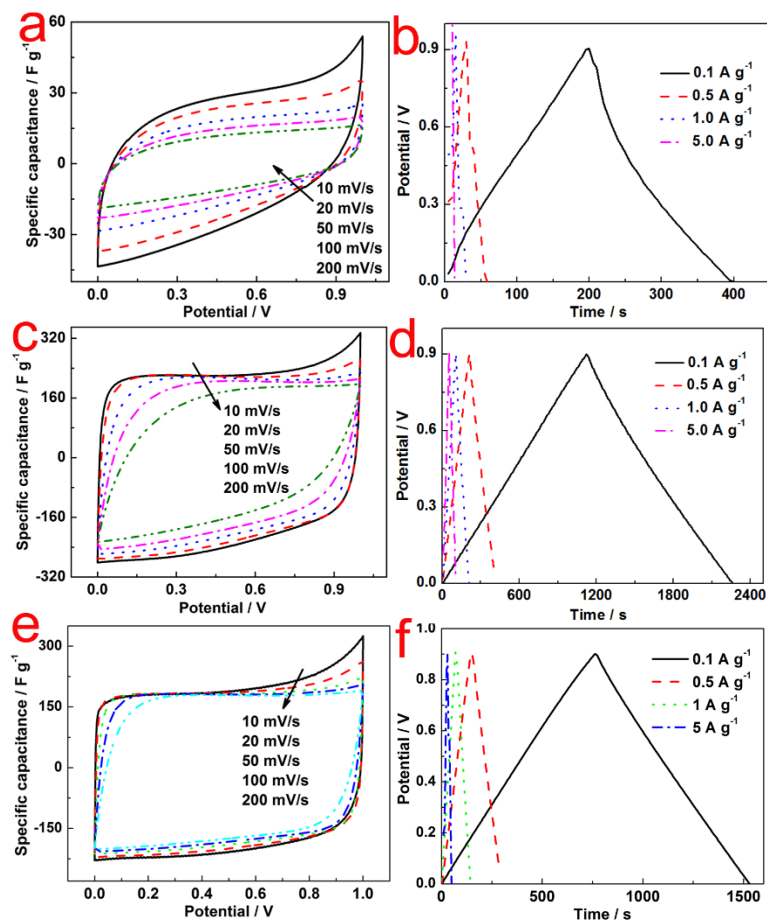 a
60
30
0
-30
Specific capacitance / F g⁻¹
10 mV/s
20 mV/s
50 mV/s
100 mV/s
200 mV/s
0.0 0.3 0.6 0.9
Potential / V
b
0.9
0.6
0.3
0.0
Potential / V
0.1 A g⁻¹
0.5 A g⁻¹
1.0 A g⁻¹
5.0 A g⁻¹
0 100 200 300 400
Time / s
c
320
160
0
-160
-320
Specific capacitance / F g⁻¹
10 mV/s
20 mV/s
50 mV/s
100 mV/s
200 mV/s
0.0 0.3 0.6 0.9
Potential / V
d
0.9
0.6
0.3
0.0
Potential / V
0.1 A g⁻¹
0.5 A g⁻¹
1.0 A g⁻¹
5.0 A g⁻¹
0 600 1200 1800 2400
Time / s
e
300
150
0
-150
Specific capacitance / F g⁻¹
10 mV/s
20 mV/s
50 mV/s
100 mV/s
200 mV/s
0.0 0.2 0.4 0.6 0.8 1.0
Potential / V
f
1.0
0.8
0.6
0.4
0.2
0.0
Potential / V
0.1 A g⁻¹
0.5 A g⁻¹
1 A g⁻¹
5 A g⁻¹
0 500 1000 1500
Time / s